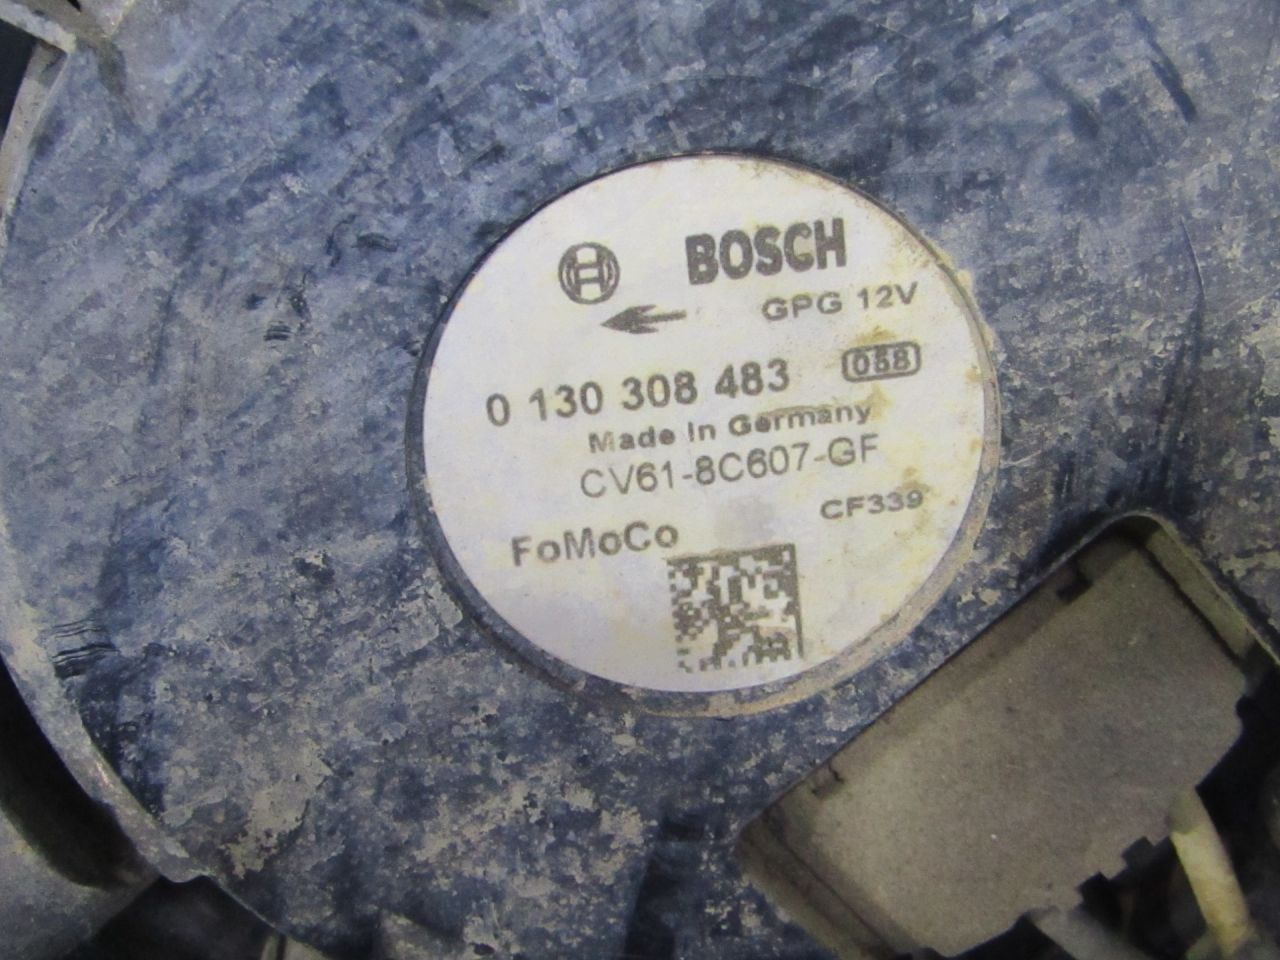 BOSCH
GPG 12V
0 130 308 483 058
Made In Germany
CV61-8C607-GF
CF339
FoMoCo